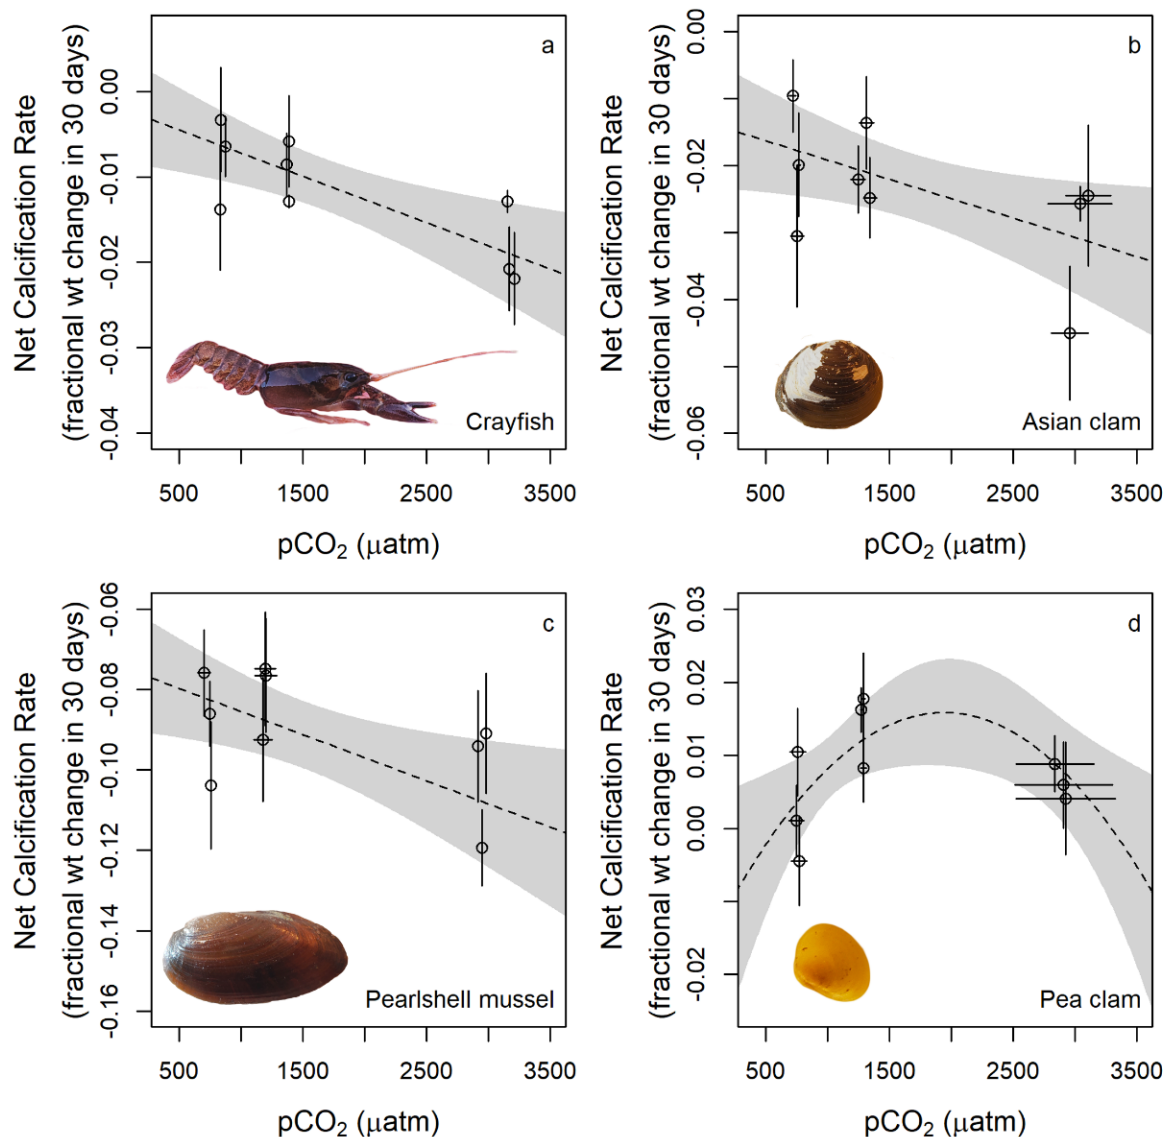 a
Net Calcification Rate
(fractional wt change in 30 days)
0.00
-0.01
-0.02
-0.03
-0.04
Crayfish
500
1500
2500
3500
pCO₂ (μatm)
b
Net Calcification Rate
(fractional wt change in 30 days)
0.00
-0.02
-0.04
-0.06
Asian clam
500
1500
2500
3500
pCO₂ (μatm)
c
Net Calcification Rate
(fractional wt change in 30 days)
-0.06
-0.08
-0.10
-0.12
-0.14
-0.16
Pearlshell mussel
500
1500
2500
3500
pCO₂ (μatm)
d
Net Calcification Rate
(fractional wt change in 30 days)
0.03
0.02
0.01
0.00
-0.02
Pea clam
500
1500
2500
3500
pCO₂ (μatm)